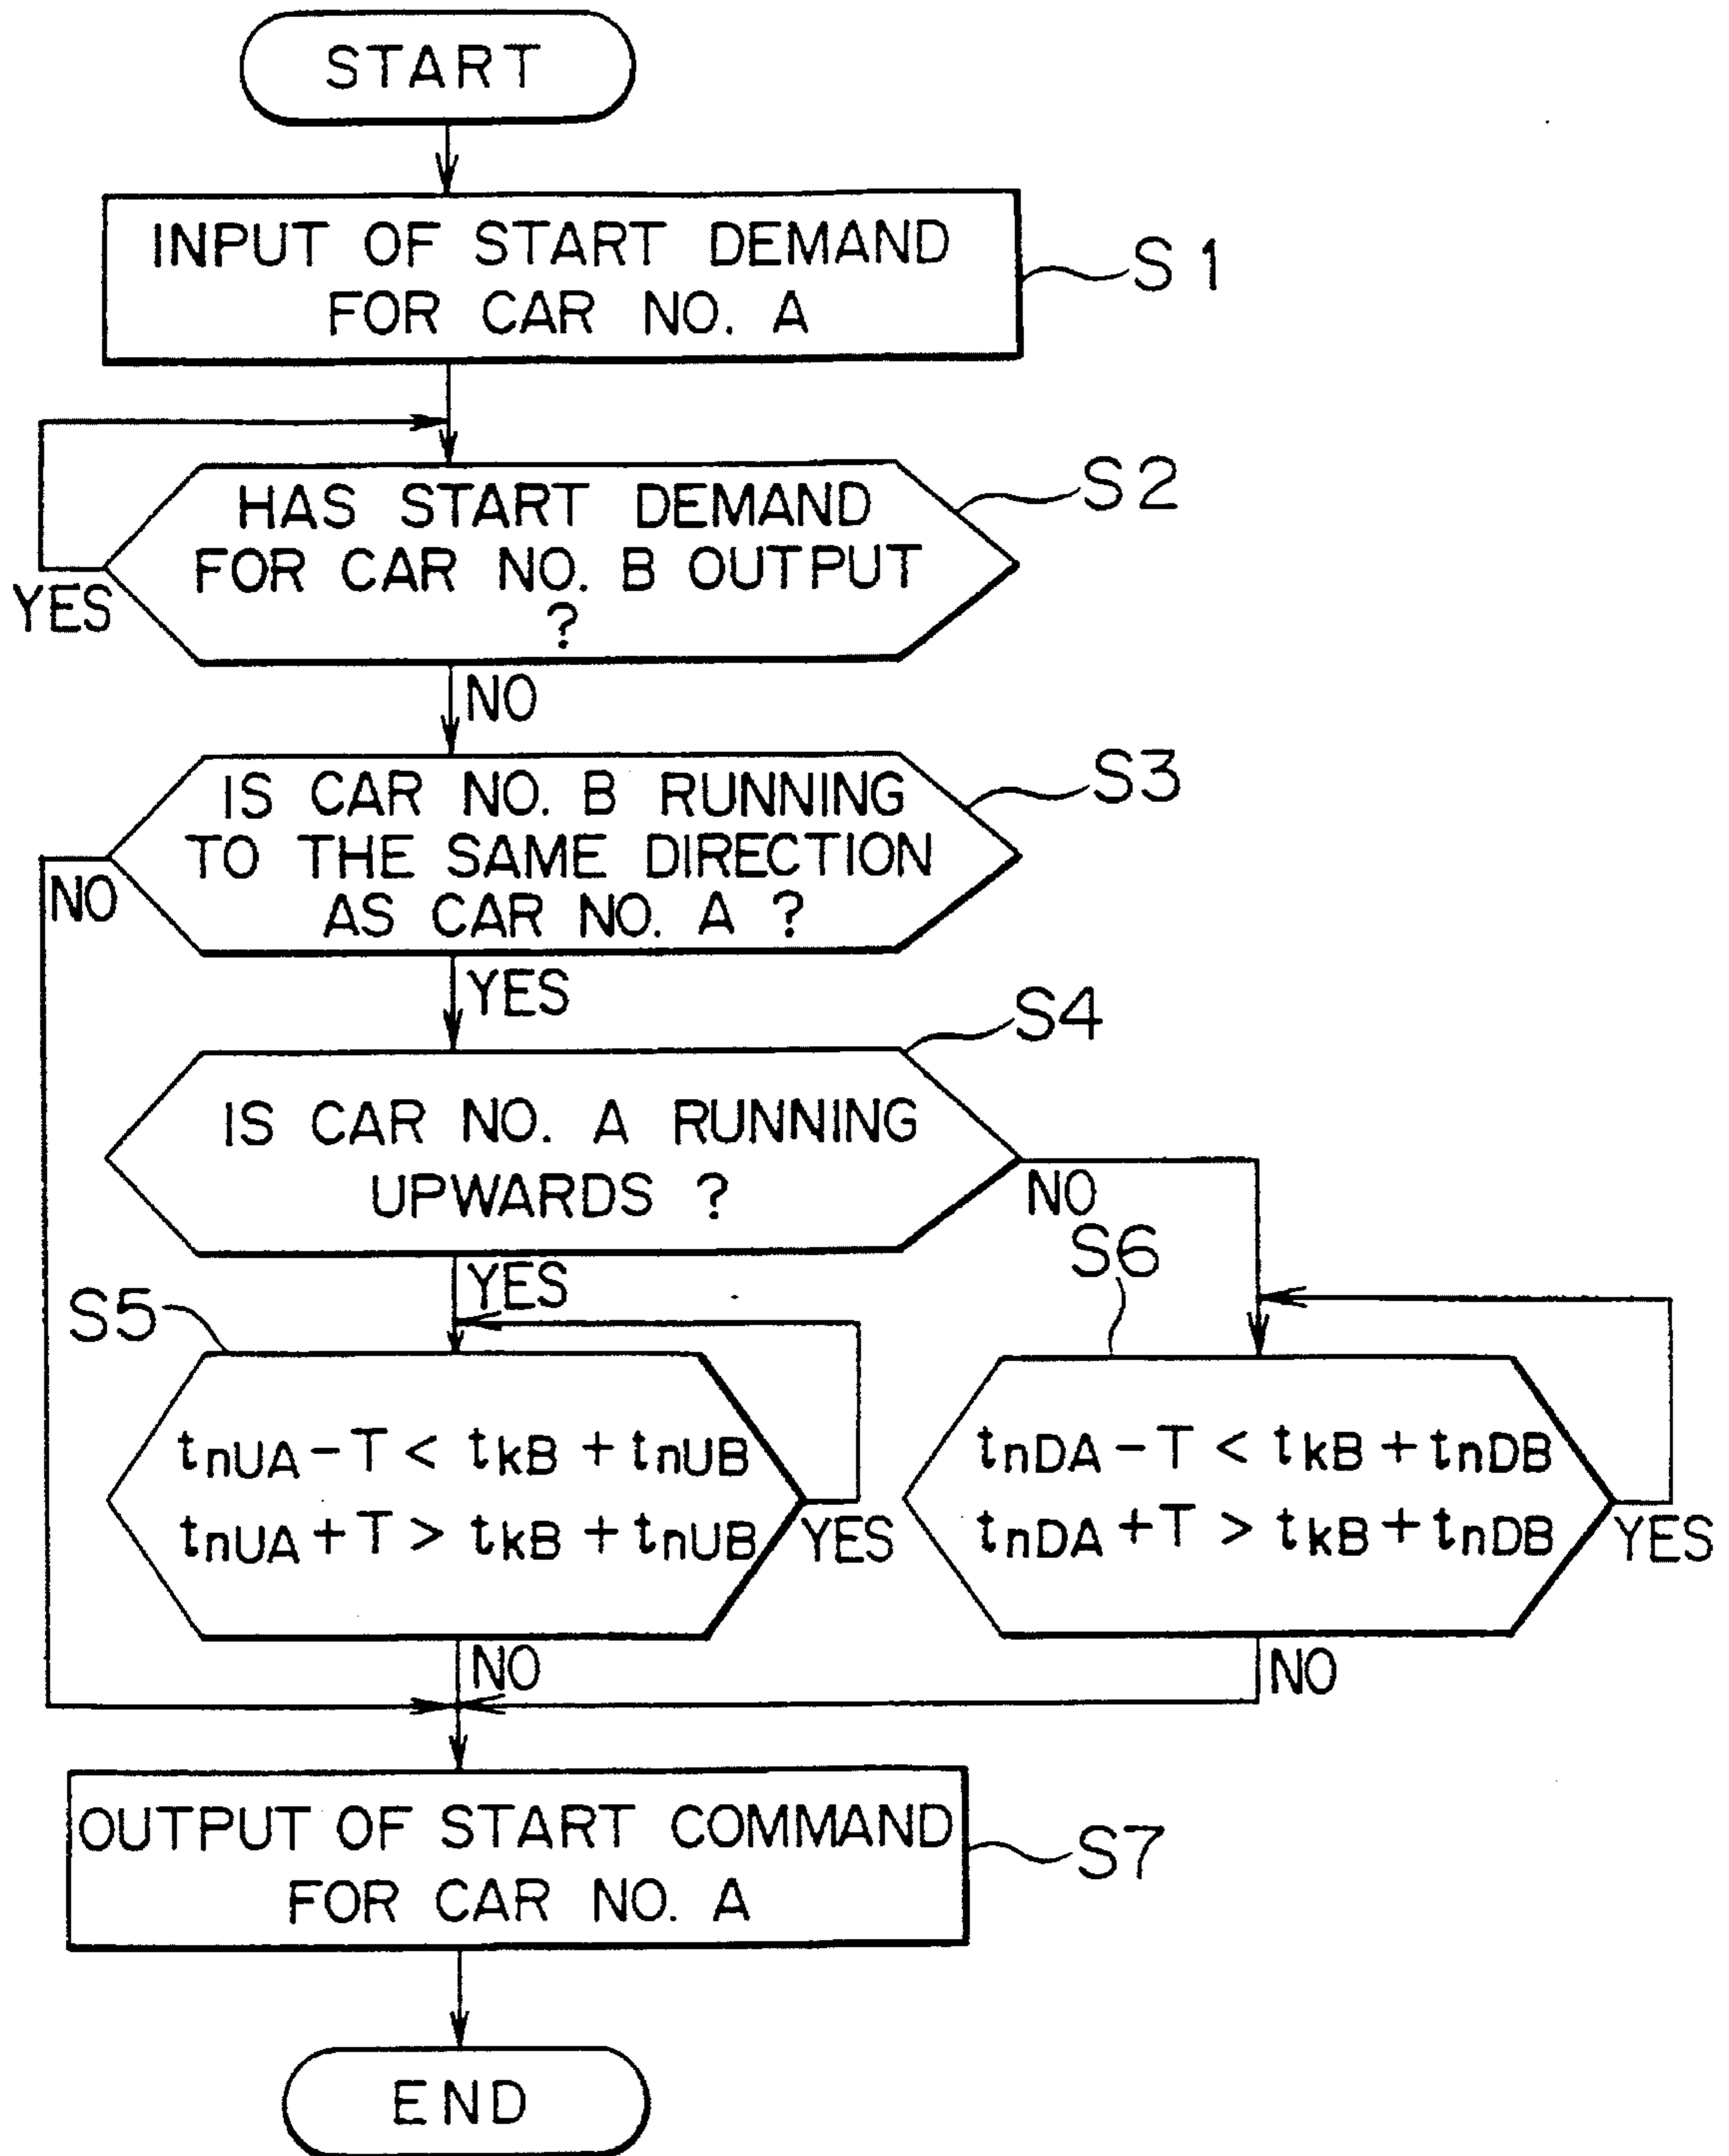 START
INPUT OF START DEMAND
FOR CAR NO. A
S1
HAS START DEMAND
FOR CAR NO. B OUTPUT
?
S2
YES
NO
IS CAR NO. B RUNNING
TO THE SAME DIRECTION
AS CAR NO. A ?
S3
NO
YES
IS CAR NO. A RUNNING
UPWARDS ?
S4
NO
YES
S5
tnUA-T < tkB + tnUB
tnUA+T > tkB + tnUB
YES
NO
S6
tnDA-T < tkB + tnDB
tnDA+T > tkB + tnDB
YES
NO
OUTPUT OF START COMMAND
FOR CAR NO. A
S7
END